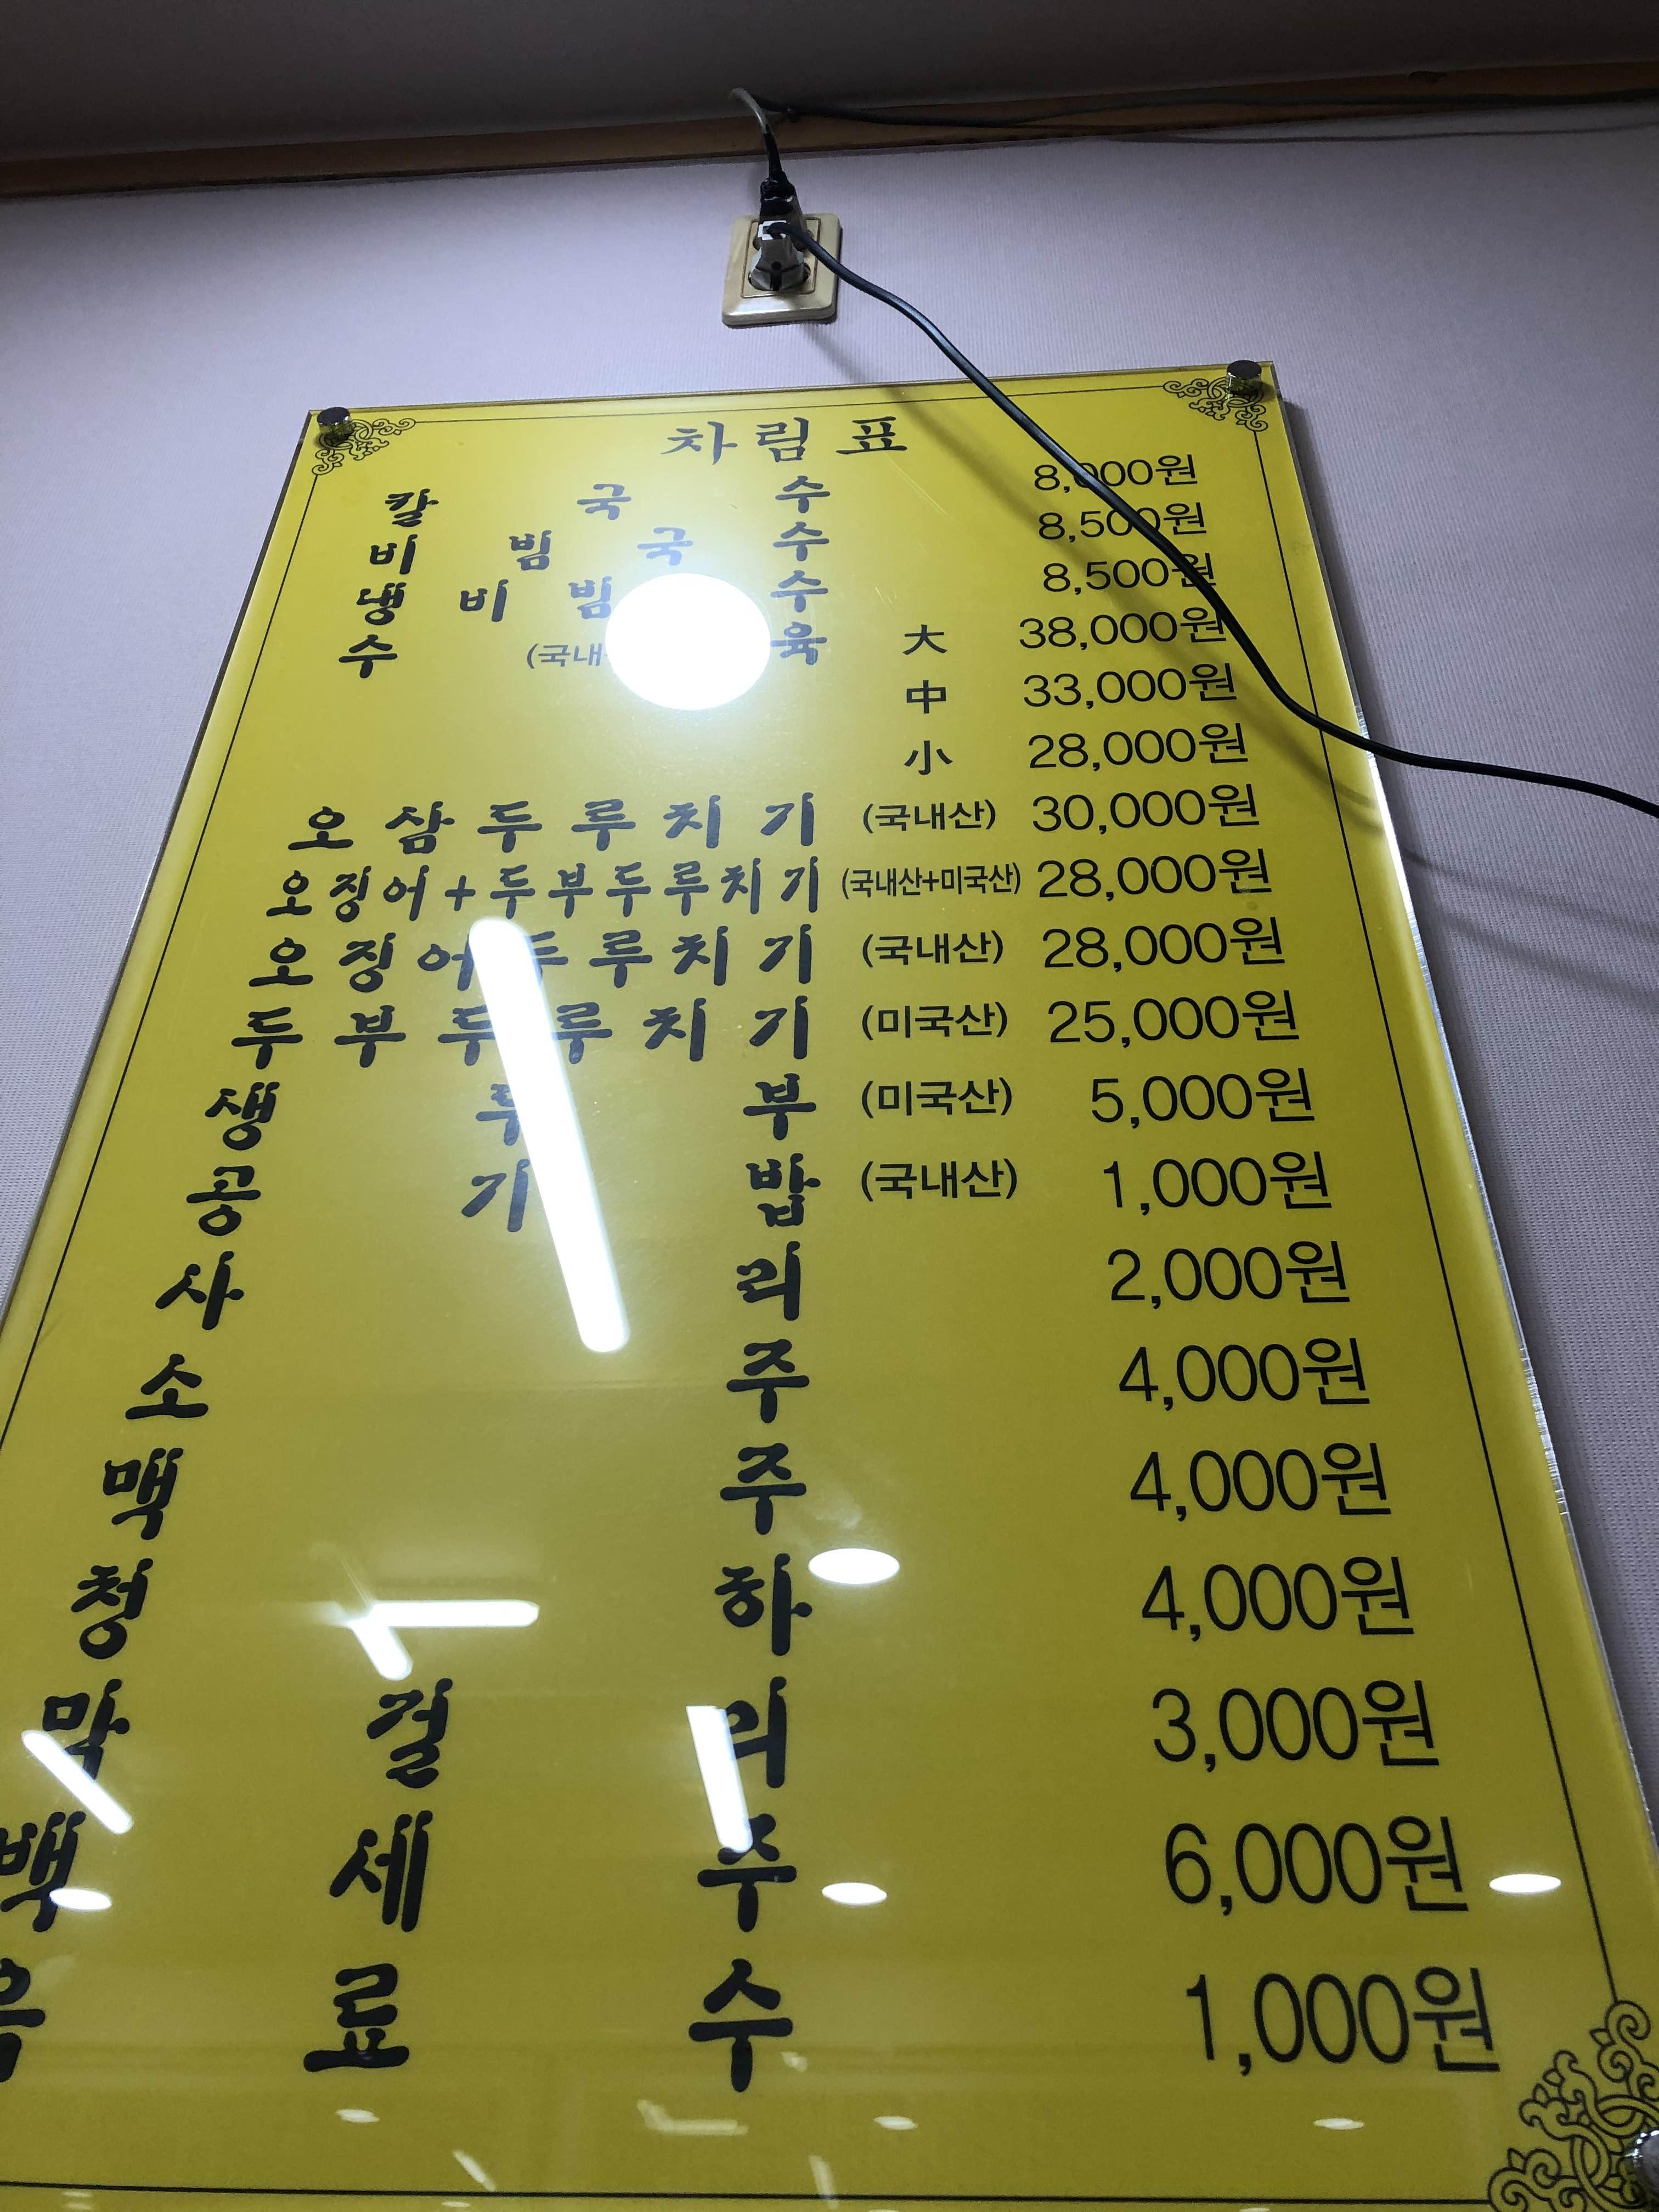 차림표
칼국수 8,000원
비빔국수 8,500원
냉비빔 수 8,500원
수육 (국내 大 38,000원
中 33,000원
小 28,000원
오삼두루치기 (국내산) 30,000원
오징어+두부두루치기 (국내산+미국산) 28,000원
오징어두루치기 (국내산) 28,000원
두부두루치기 (미국산) 25,000원
생두부 (미국산) 5,000원
공기밥 (국내산) 1,000원
사리 2,000원
소주 4,000원
맥주 4,000원
청하 4,000원
막걸리 3,000원
백세주 6,000원
음료수 1,000원